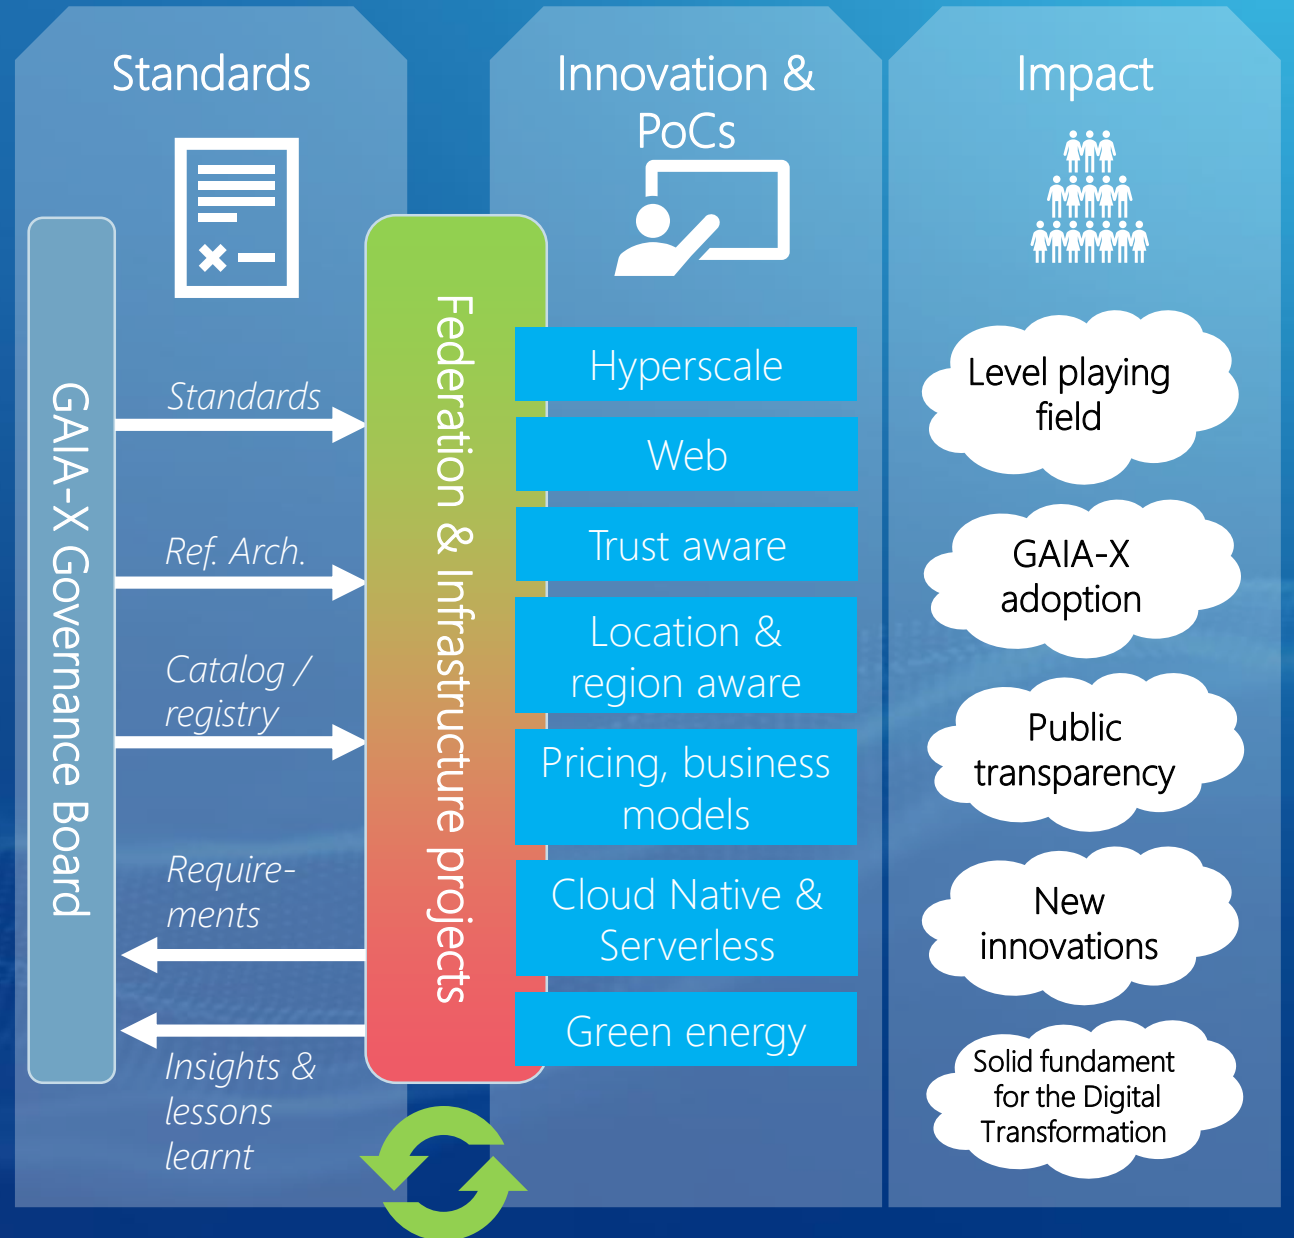 Standards
GAIA-X Governance Board
Standards
Ref. Arch.
Catalog /
registry
Require-
ments
Insights &
lessons
learnt
Federation & Infrastructure projects
Innovation &
PoCs
Hyperscale
Web
Trust aware
Location &
region aware
Pricing, business
models
Cloud Native &
Serverless
Green energy
Impact
Level playing
field
GAIA-X
adoption
Public
transparency
New
innovations
Solid fundament
for the Digital
Transformation